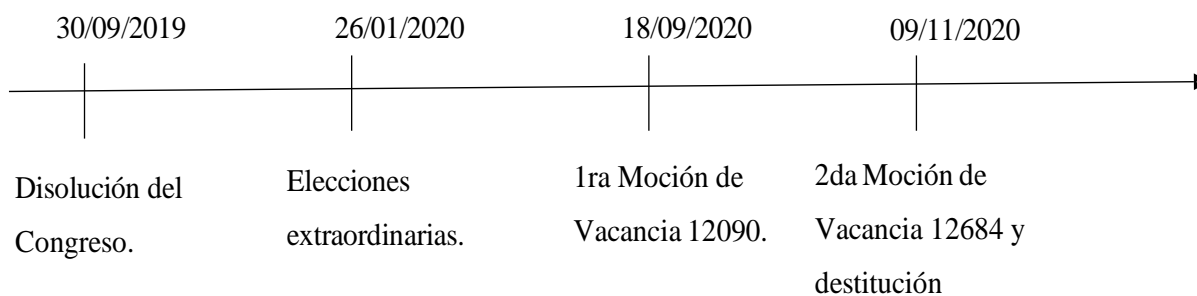 30/09/2019 26/01/2020 18/09/2020 09/11/2020
Disolución del
Congreso.
Elecciones
extraordinarias.
1ra Moción de
Vacancia 12090.
2da Moción de
Vacancia 12684 y
destitución